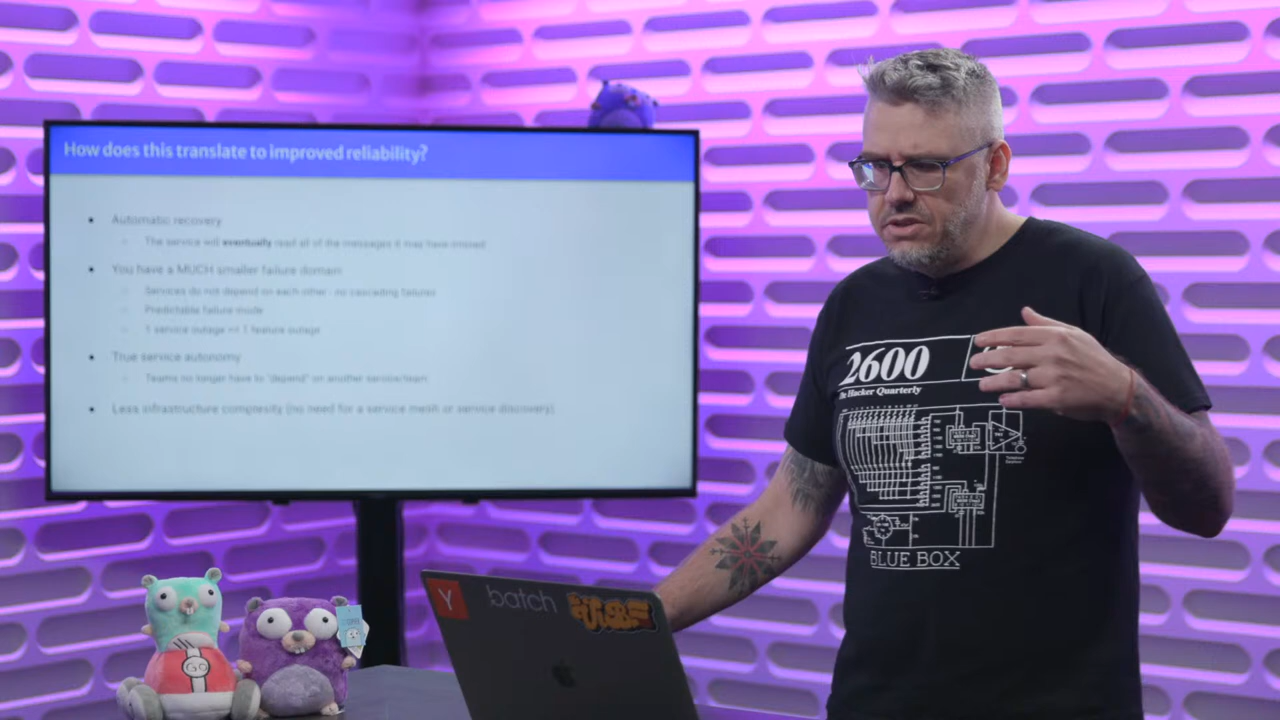 How does this translate to improved reliability?
Automatic recovery
The service will eventually read all of the messages it may have missed
You have a MUCH smaller failure domain
Services do not depend on each other - no cascading failures
Predictable failure mode
1 service outage == 1 feature outage
True service autonomy
Teams no longer have to "depend" on another service/team
Less infrastructure complexity (no need for a service mesh or service discovery)
2600
The Hacker Quarterly
BLUE BOX
Y
batch
GO